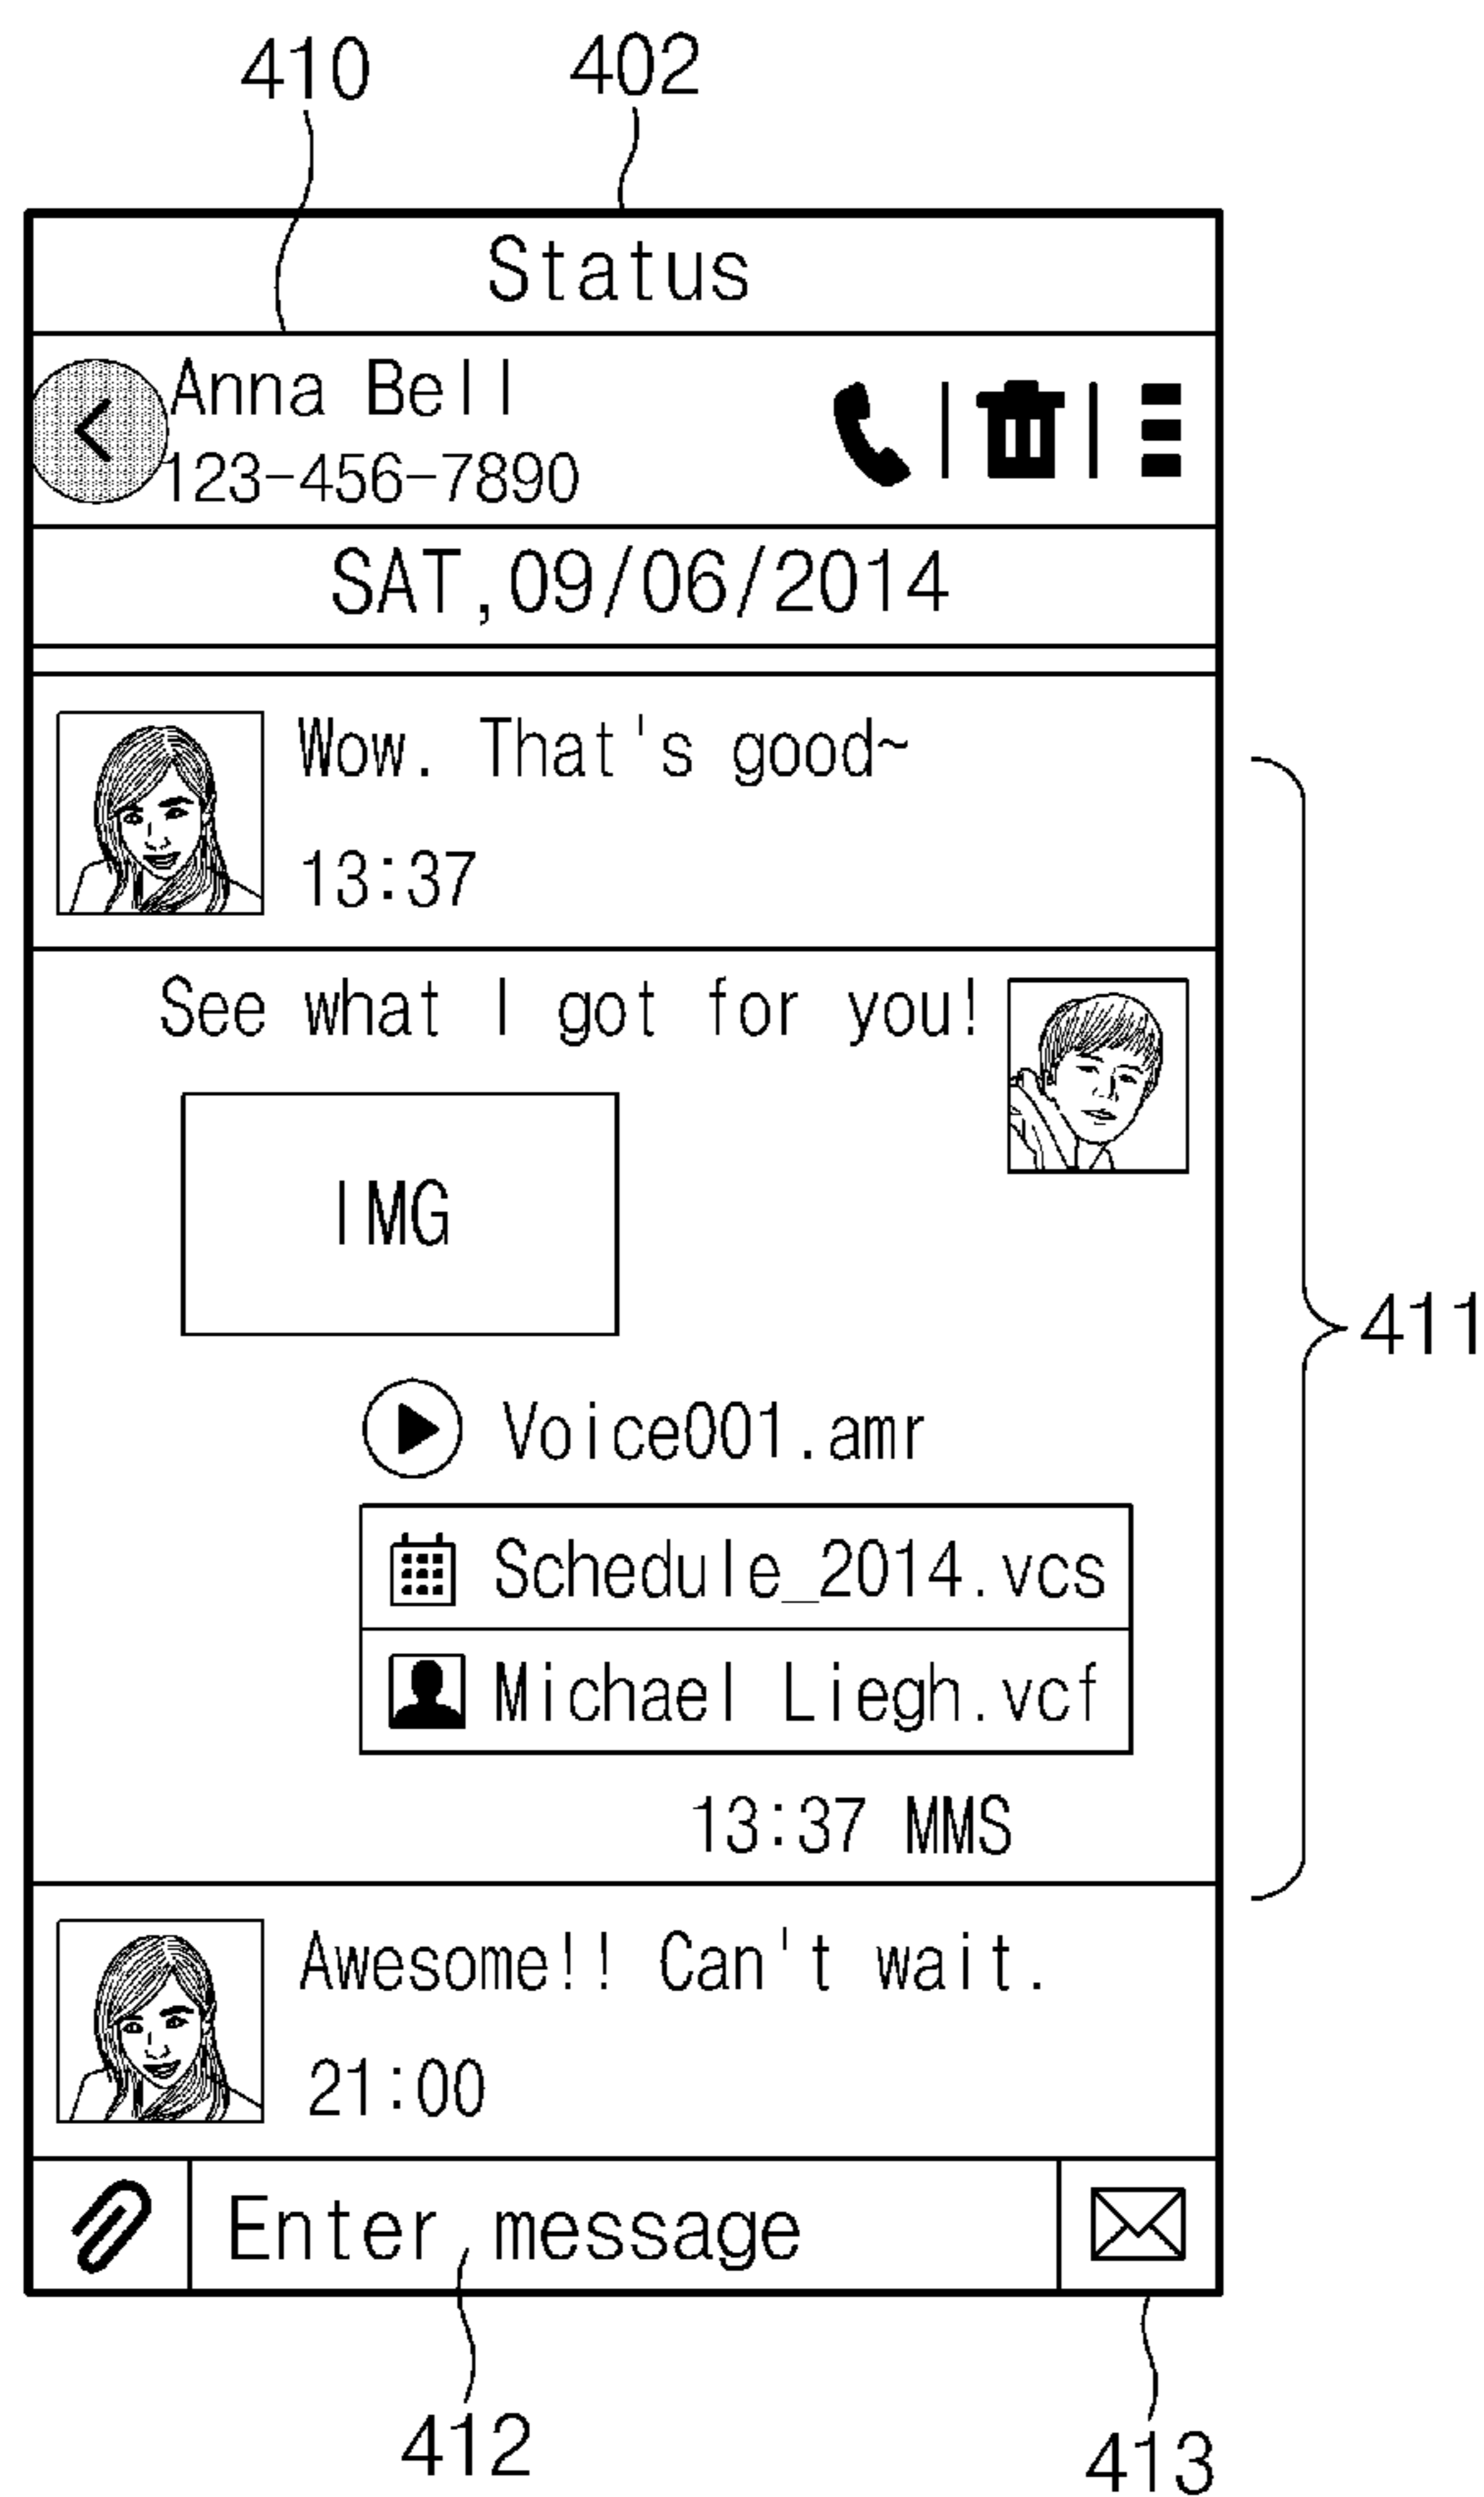 410 402
Status
Anna Bell
123-456-7890
SAT,09/06/2014
Wow. That's good~
13:37
See what I got for you!
IMG
411
Voice001.amr
Schedule_2014.vcs
Michael Liegh.vcf
13:37 MMS
Awesome!! Can't wait.
21:00
Enter message
412 413